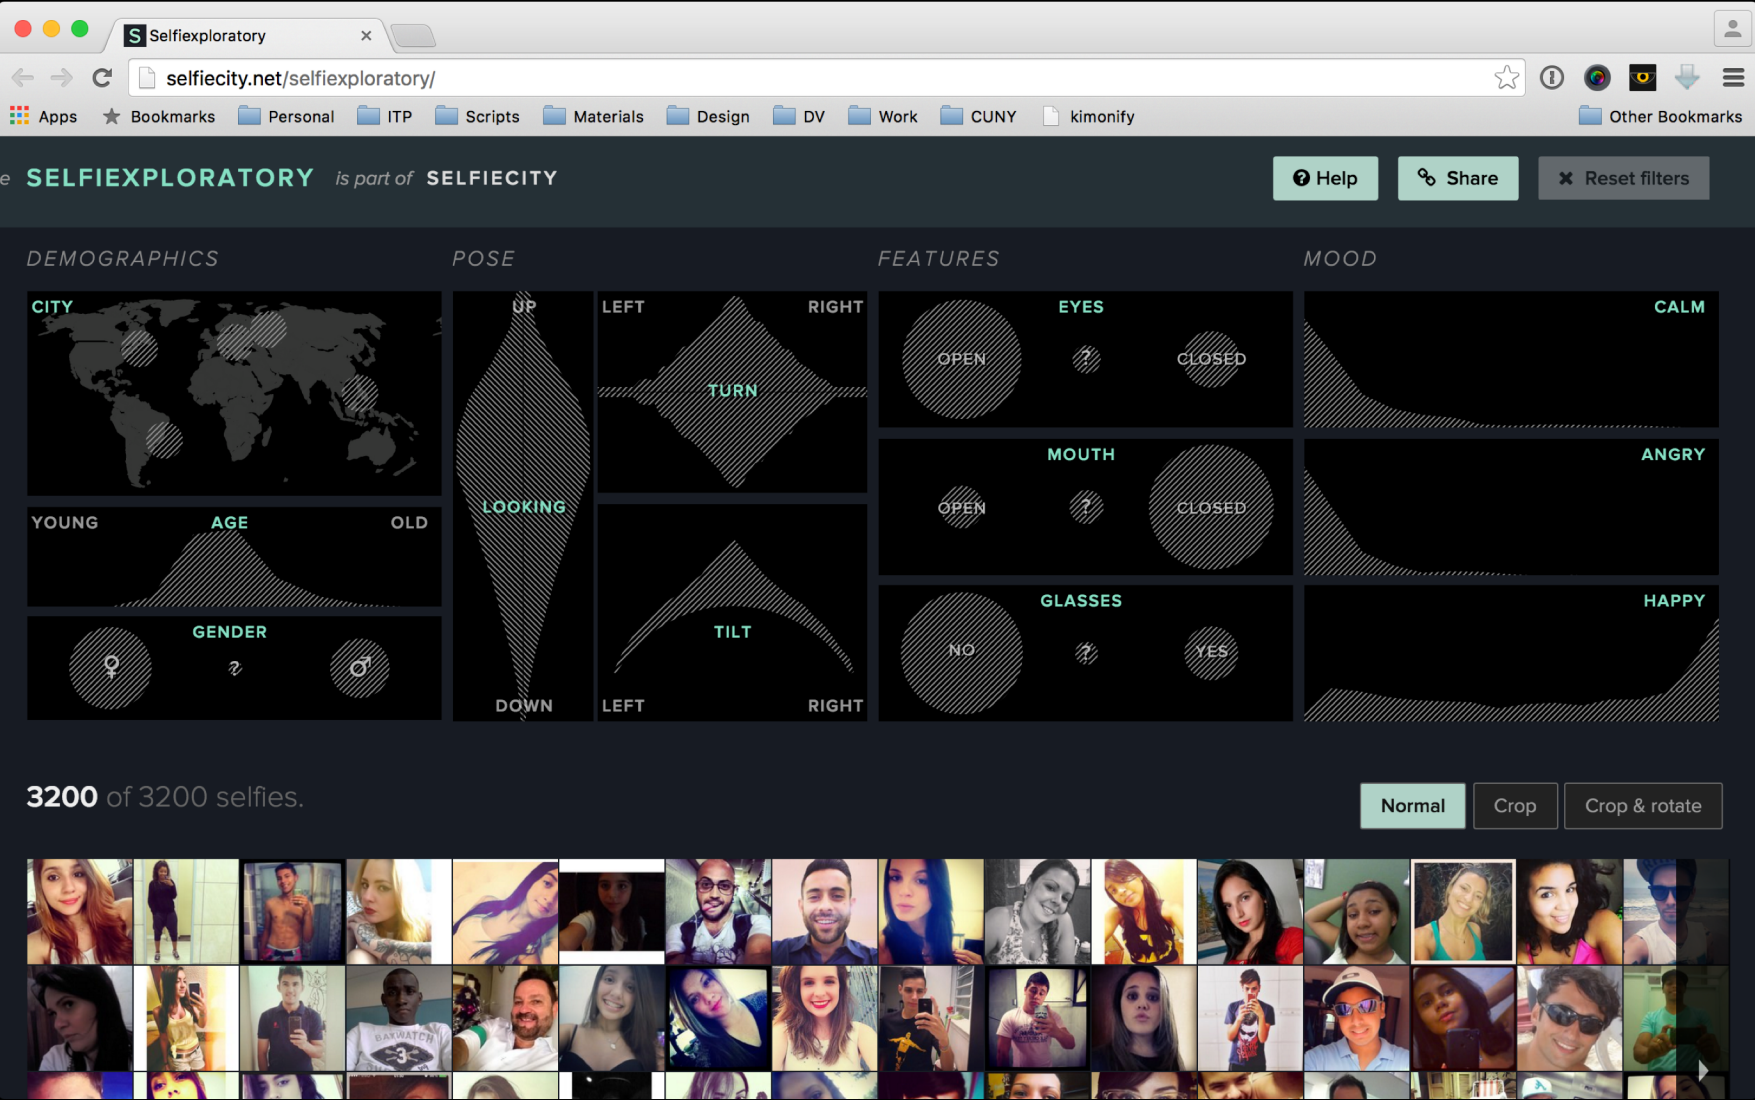 S Selfiexploratory
selfiecity.net/selfiexploratory/
Apps Bookmarks Personal ITP Scripts Materials Design DV Work CUNY kimonify Other Bookmarks
e SELFIEXPLORATORY is part of SELFIECITY
Help Share Reset filters
DEMOGRAPHICS
CITY
YOUNG AGE OLD
GENDER
♀ ? ♂
POSE
UP
LOOKING
DOWN
LEFT RIGHT
TURN
TILT
LEFT RIGHT
FEATURES
EYES
OPEN ? CLOSED
MOUTH
OPEN ? CLOSED
GLASSES
NO ? YES
MOOD
CALM
ANGRY
HAPPY
3200 of 3200 selfies.
Normal Crop Crop & rotate
BAYWATCH
3